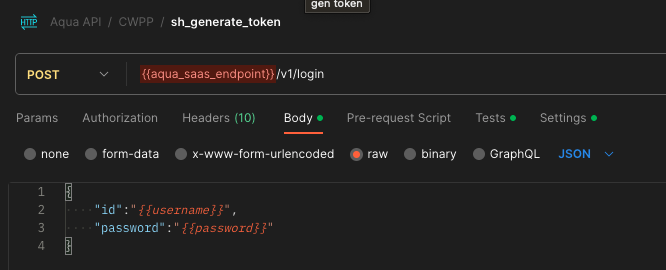 gen token
HTTP Aqua API / CWPP / sh_generate_token
POST {{aqua_saas_endpoint}}/v1/login
Params Authorization Headers (10) Body Pre-request Script Tests Settings
none form-data x-www-form-urlencoded raw binary GraphQL JSON
1 {
2 "id":"{{username}}",
3 "password":"{{password}}"
4 }